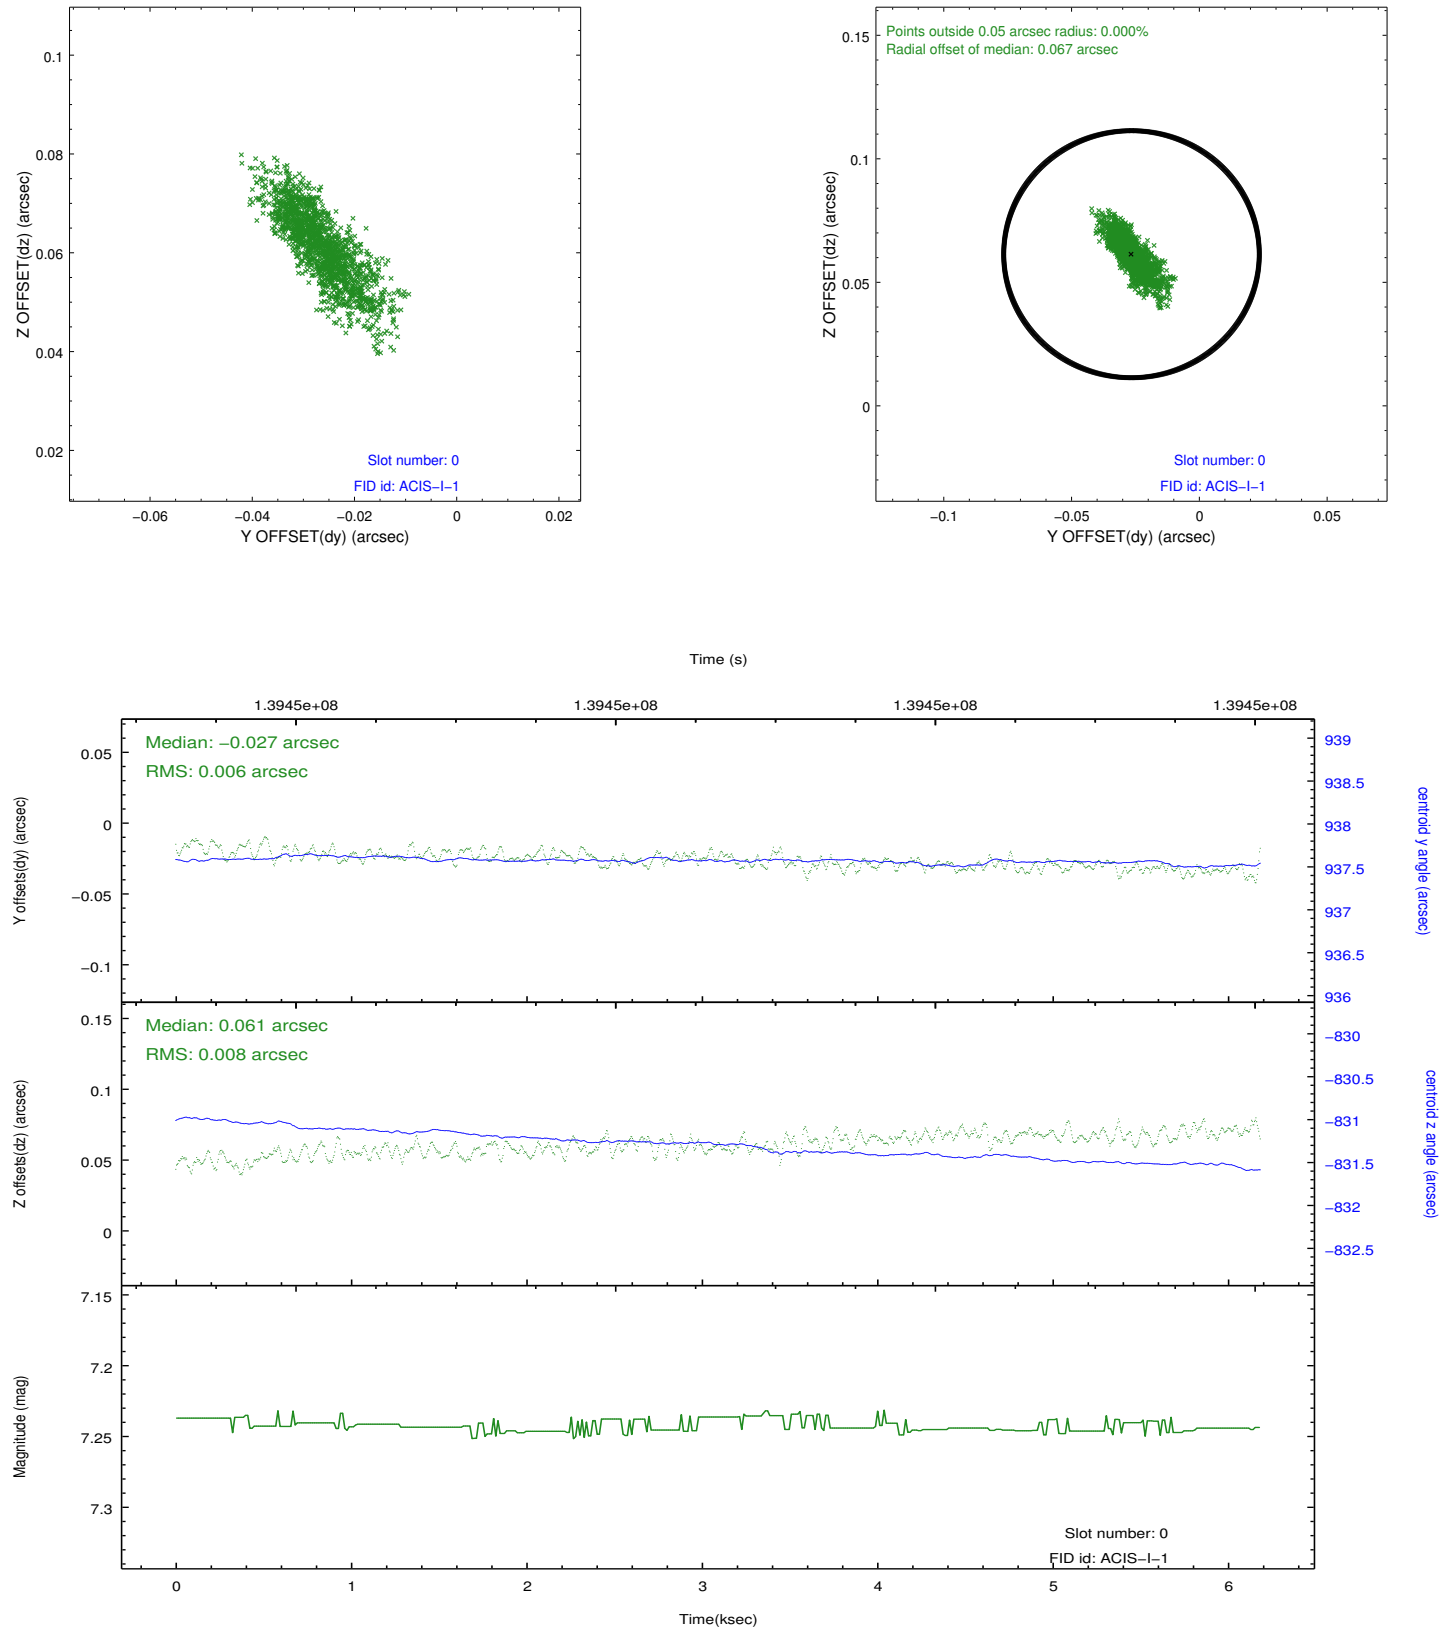 0.1
0.08
0.06
0.04
0.02
Z OFFSET(dz) (arcsec)
Slot number: 0
FID id: ACIS−I−1
−0.06 −0.04 −0.02 0 0.02
Y OFFSET(dy) (arcsec)
Points outside 0.05 arcsec radius: 0.000%
Radial offset of median: 0.067 arcsec
0.15
0.1
0.05
0
Z OFFSET(dz) (arcsec)
Slot number: 0
FID id: ACIS−I−1
−0.1 −0.05 0 0.05
Y OFFSET(dy) (arcsec)
Time (s)
1.3945e+08 1.3945e+08 1.3945e+08 1.3945e+08
Median: −0.027 arcsec
RMS: 0.006 arcsec
0.05
0
−0.05
−0.1
Y offsets(dy) (arcsec)
939
938.5
938
937.5
937
936.5
936
centroid y angle (arcsec)
Median: 0.061 arcsec
RMS: 0.008 arcsec
0.15
0.1
0.05
0
Z offsets(dz) (arcsec)
−830
−830.5
−831
−831.5
−832
−832.5
centroid z angle (arcsec)
7.15
7.2
7.25
7.3
Magnitude (mag)
Slot number: 0
FID id: ACIS−I−1
0 1 2 3 4 5 6
Time(ksec)